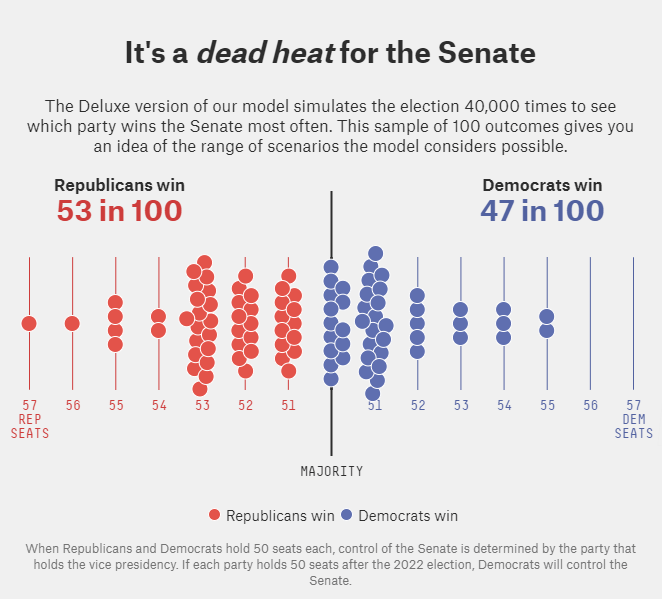 It's a dead heat for the Senate
The Deluxe version of our model simulates the election 40,000 times to see
which party wins the Senate most often. This sample of 100 outcomes gives you
an idea of the range of scenarios the model considers possible.
Republicans win
53 in 100
Democrats win
47 in 100
57 56 55 54 53 52 51 51 52 53 54 55 56 57
REP DEM
SEATS SEATS
MAJORITY
Republicans win Democrats win
When Republicans and Democrats hold 50 seats each, control of the Senate is determined by the party that
holds the vice presidency. If each party holds 50 seats after the 2022 election, Democrats will control the
Senate.